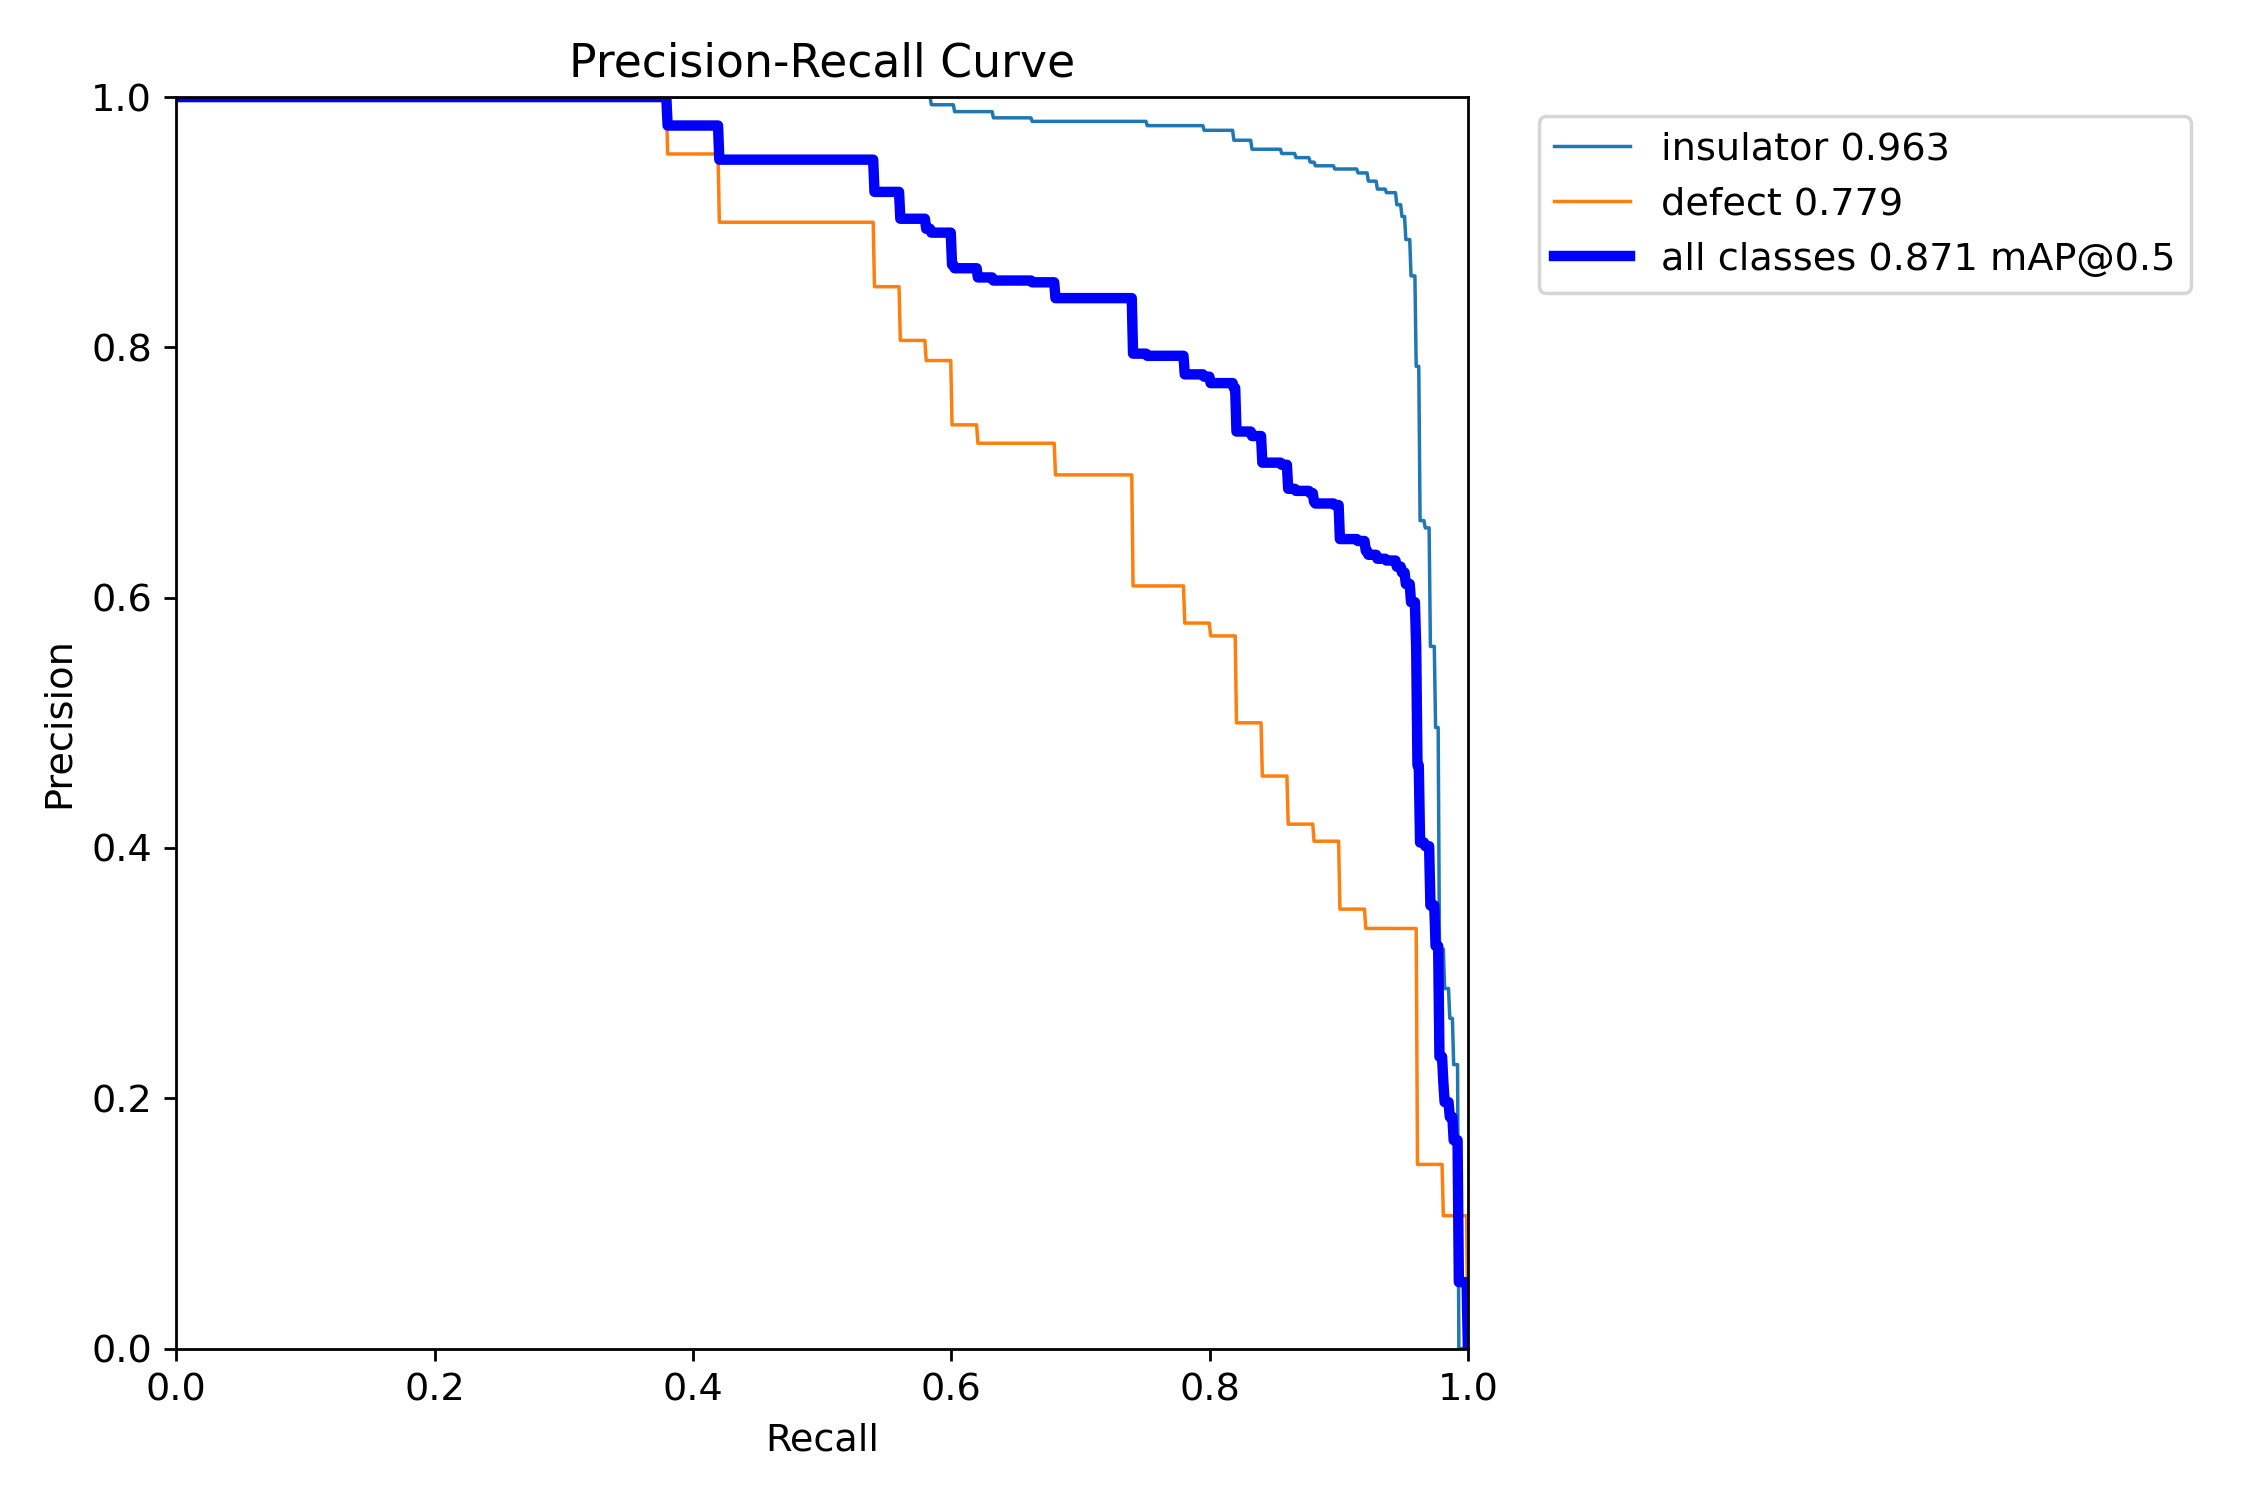 Precision-Recall Curve
1.0
0.8
0.6
0.4
0.2
0.0
Precision
0.0 0.2 0.4 0.6 0.8 1.0
Recall
insulator 0.963
defect 0.779
all classes 0.871 mAP@0.5